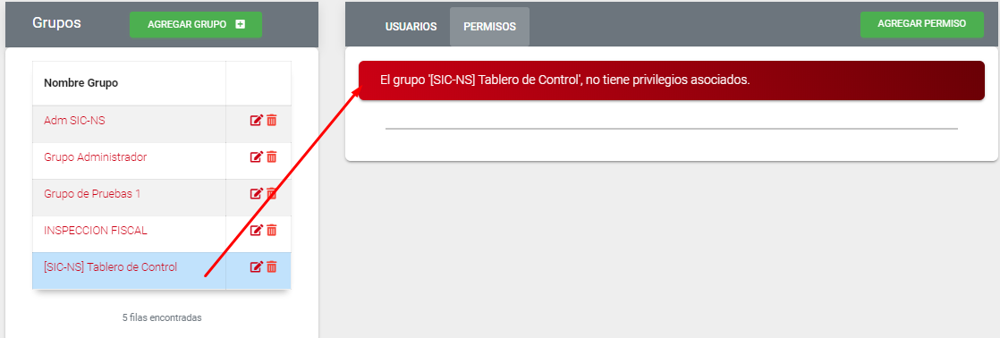 Grupos
AGREGAR GRUPO
Nombre Grupo
Adm SIC-NS
Grupo Administrador
Grupo de Pruebas 1
INSPECCION FISCAL
[SIC-NS] Tablero de Control
5 filas encontradas
USUARIOS
PERMISOS
AGREGAR PERMISO
El grupo '[SIC-NS] Tablero de Control', no tiene privilegios asociados.